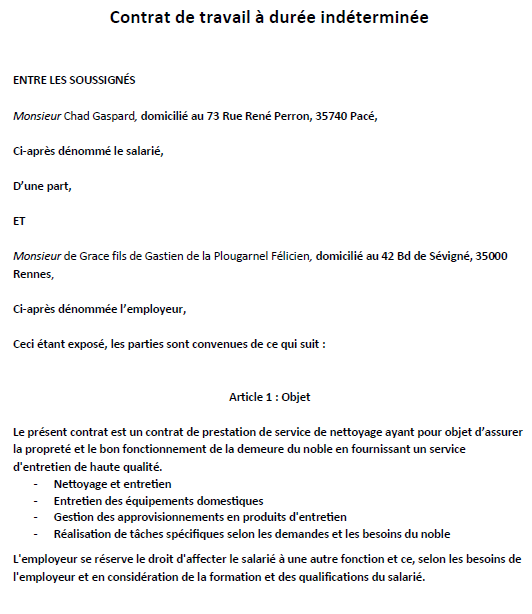 Contrat de travail à durée indéterminée
ENTRE LES SOUSSIGNÉS
Monsieur Chad Gaspard, domicilié au 73 Rue René Perron, 35740 Pacé,
Ci-après dénommé le salarié,
D’une part,
ET
Monsieur de Grace fils de Gastien de la Plougarnel Félicien, domicilié au 42 Bd de Sévigné, 35000
Rennes,
Ci-après dénommée l’employeur,
Ceci étant exposé, les parties sont convenues de ce qui suit :
Article 1 : Objet
Le présent contrat est un contrat de prestation de service de nettoyage ayant pour objet d’assurer
la propreté et le bon fonctionnement de la demeure du noble en fournissant un service
d'entretien de haute qualité.
- Nettoyage et entretien
- Entretien des équipements domestiques
- Gestion des approvisionnements en produits d'entretien
- Réalisation de tâches spécifiques selon les demandes et les besoins du noble
L'employeur se réserve le droit d'affecter le salarié à une autre fonction et ce, selon les besoins de
l'employeur et en considération de la formation et des qualifications du salarié.